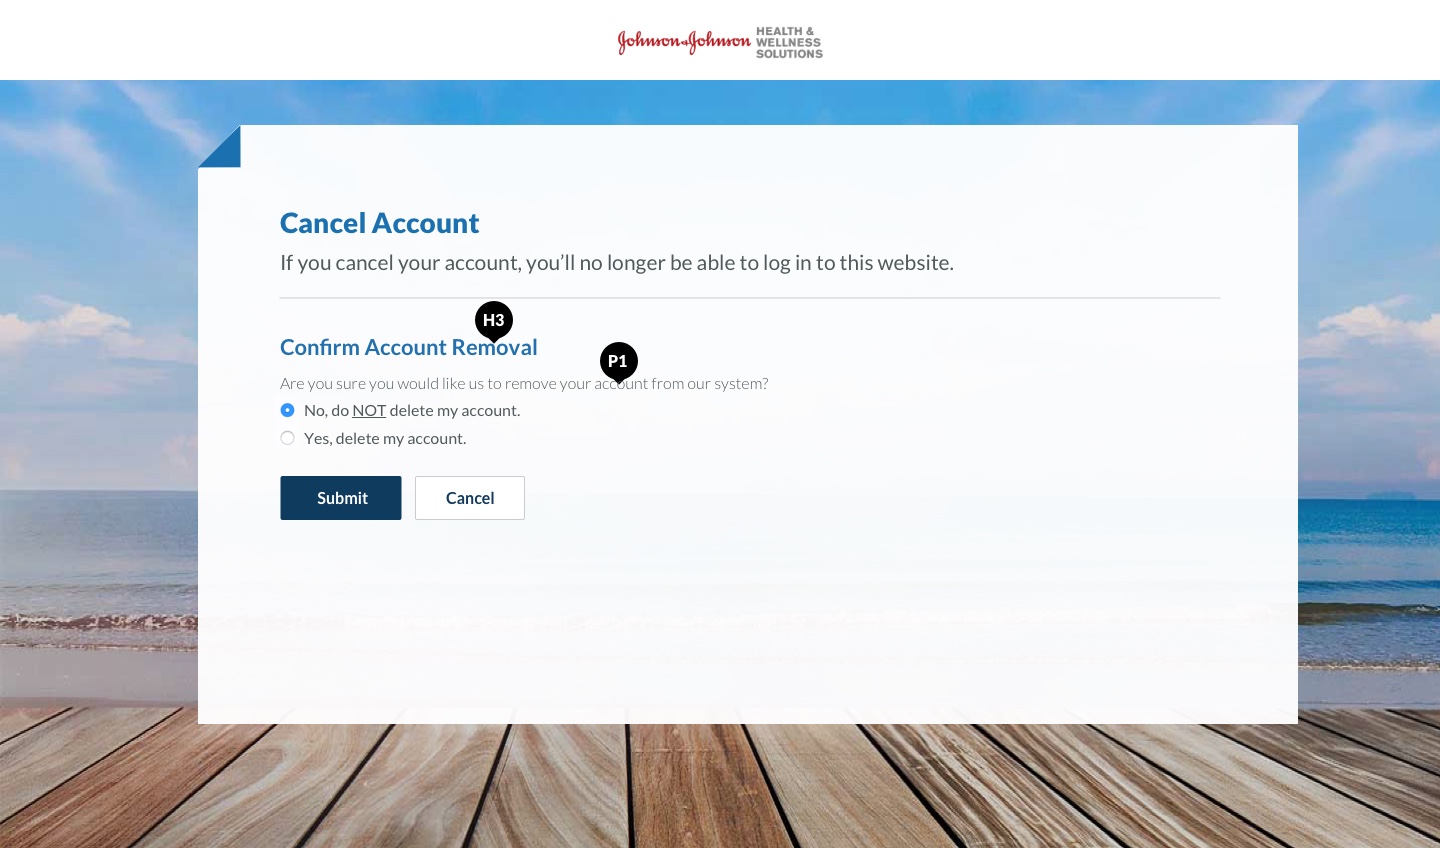 Johnson & Johnson HEALTH &
WELLNESS
SOLUTIONS
Cancel Account
If you cancel your account, you’ll no longer be able to log in to this website.
H3
Confirm Account Removal
P1
Are you sure you would like us to remove your account from our system?
No, do NOT delete my account.
Yes, delete my account.
Submit
Cancel